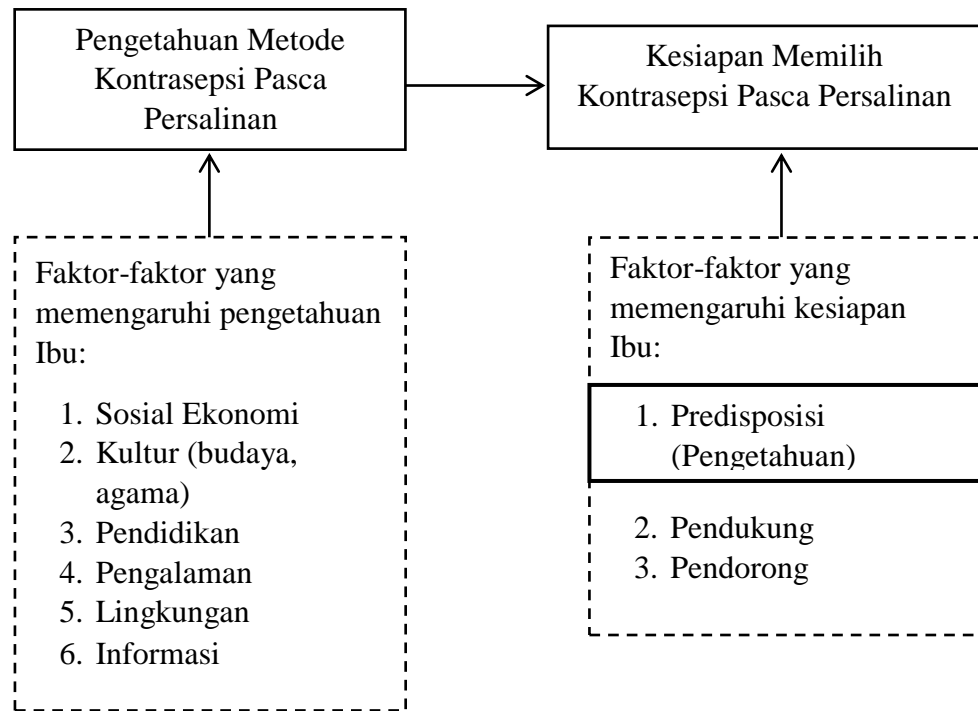 Pengetahuan Metode
Kontrasepsi Pasca
Persalinan
Kesiapan Memilih
Kontrasepsi Pasca Persalinan
Faktor-faktor yang
memengaruhi pengetahuan
Ibu:
1. Sosial Ekonomi
2. Kultur (budaya,
agama)
3. Pendidikan
4. Pengalaman
5. Lingkungan
6. Informasi
Faktor-faktor yang
memengaruhi kesiapan
Ibu:
1. Predisposisi
(Pengetahuan)
2. Pendukung
3. Pendorong